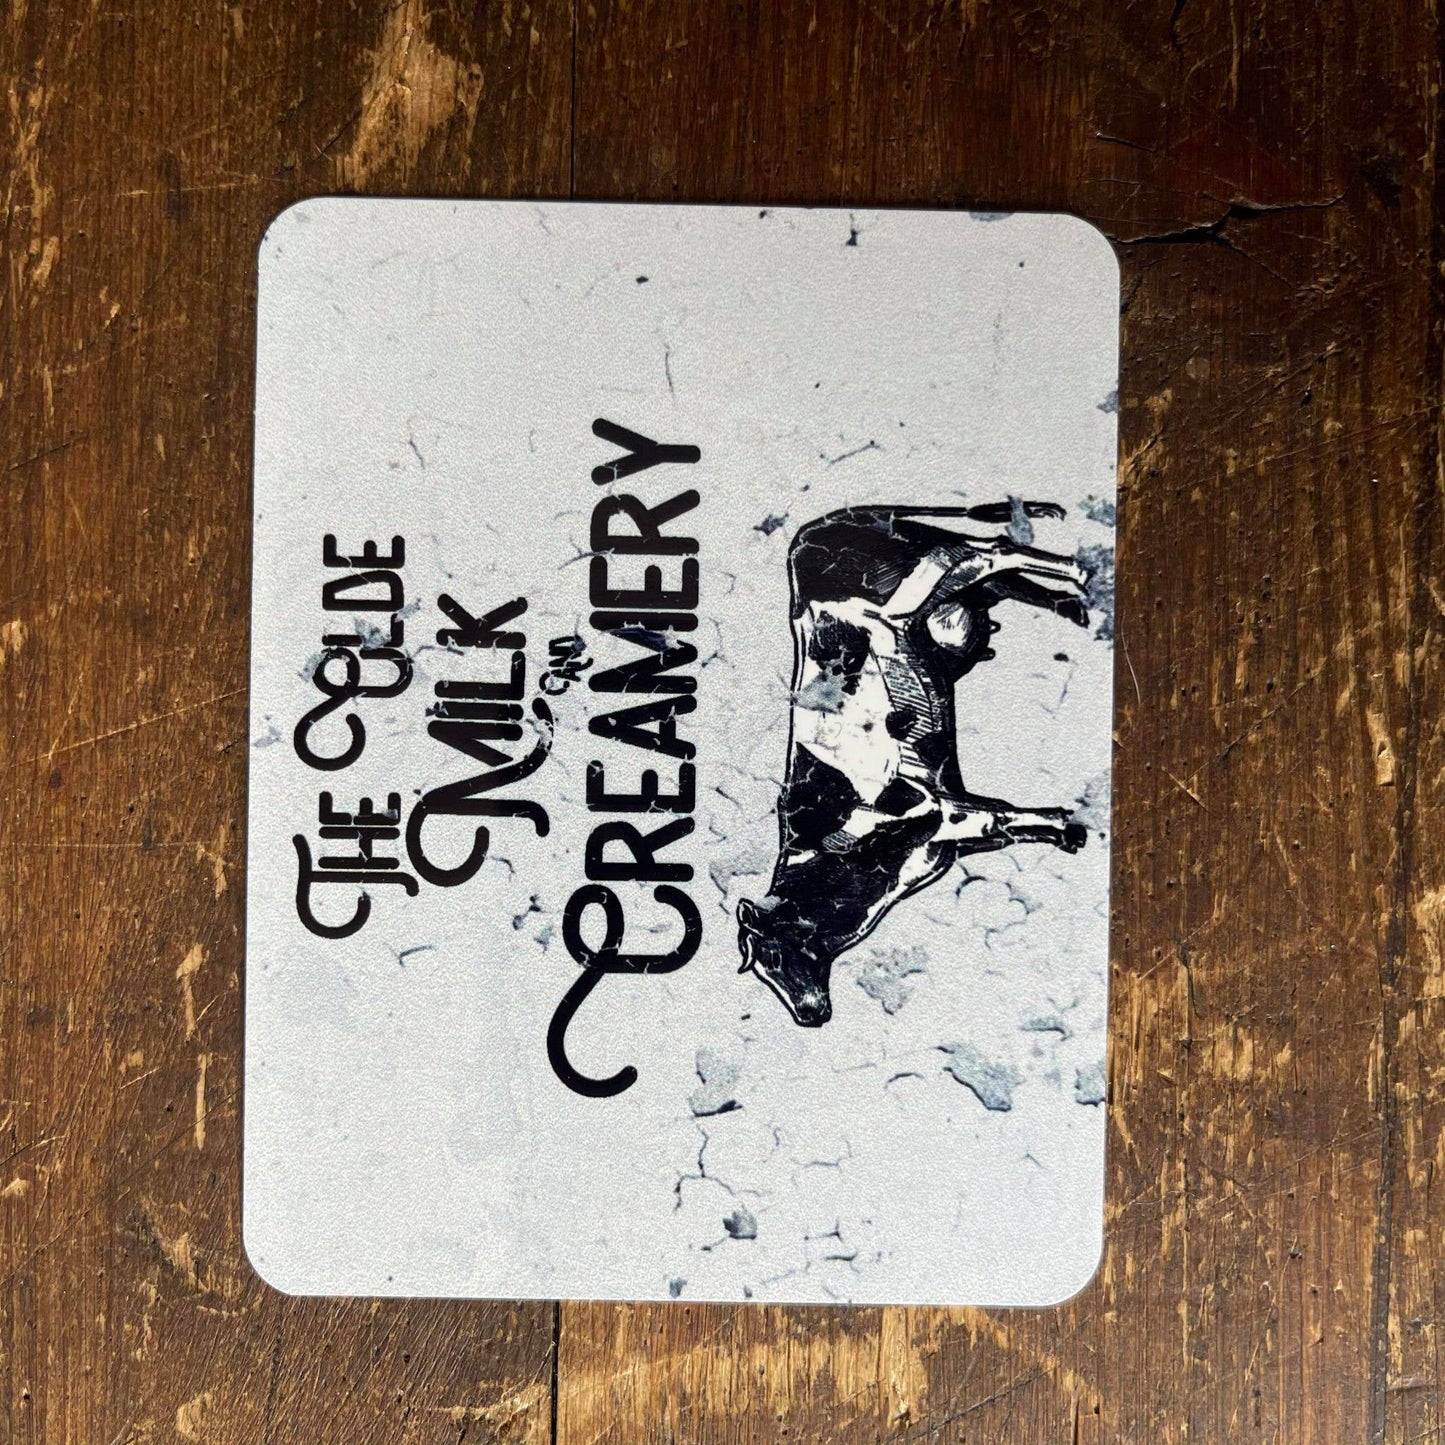 THE OLDE
MILK
AND
CREAMERY